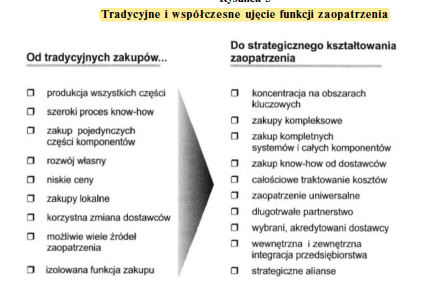 Rysunek 3
Tradycyjne i współczesne ujęcie funkcji zaopatrzenia
Od tradycyjnych zakupów...
produkcja wszystkich części
szeroki proces know-how
zakup pojedynczych
części komponentów
rozwój własny
niskie ceny
zakupy lokalne
korzystna zmiana dostawców
możliwie wiele źródeł
zaopatrzenia
izolowana funkcja zakupu
Do strategicznego kształtowania
zaopatrzenia
koncentracja na obszarach
kluczowych
zakupy kompleksowe
zakup kompletnych
systemów i całych komponentów
zakup know-how od dostawców
całościowe traktowanie kosztów
zaopatrzenie uniwersalne
długotrwałe partnerstwo
wybrani, akredytowani dostawcy
wewnętrzna i zewnętrzna
integracja przedsiębiorstwa
strategiczne alianse